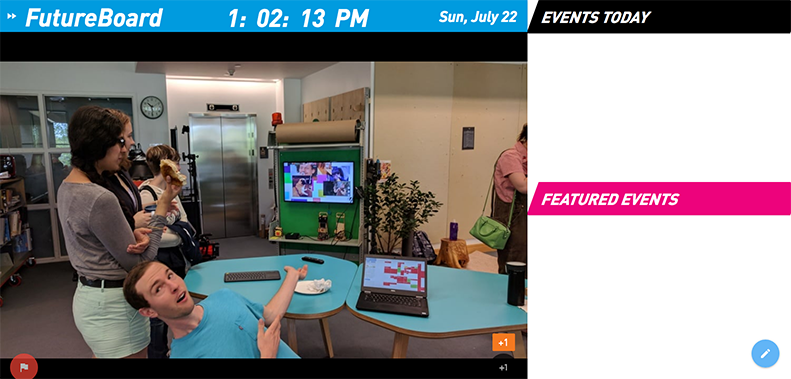 FutureBoard
1: 02: 13 PM
Sun, July 22
EVENTS TODAY
FEATURED EVENTS
+1
+1